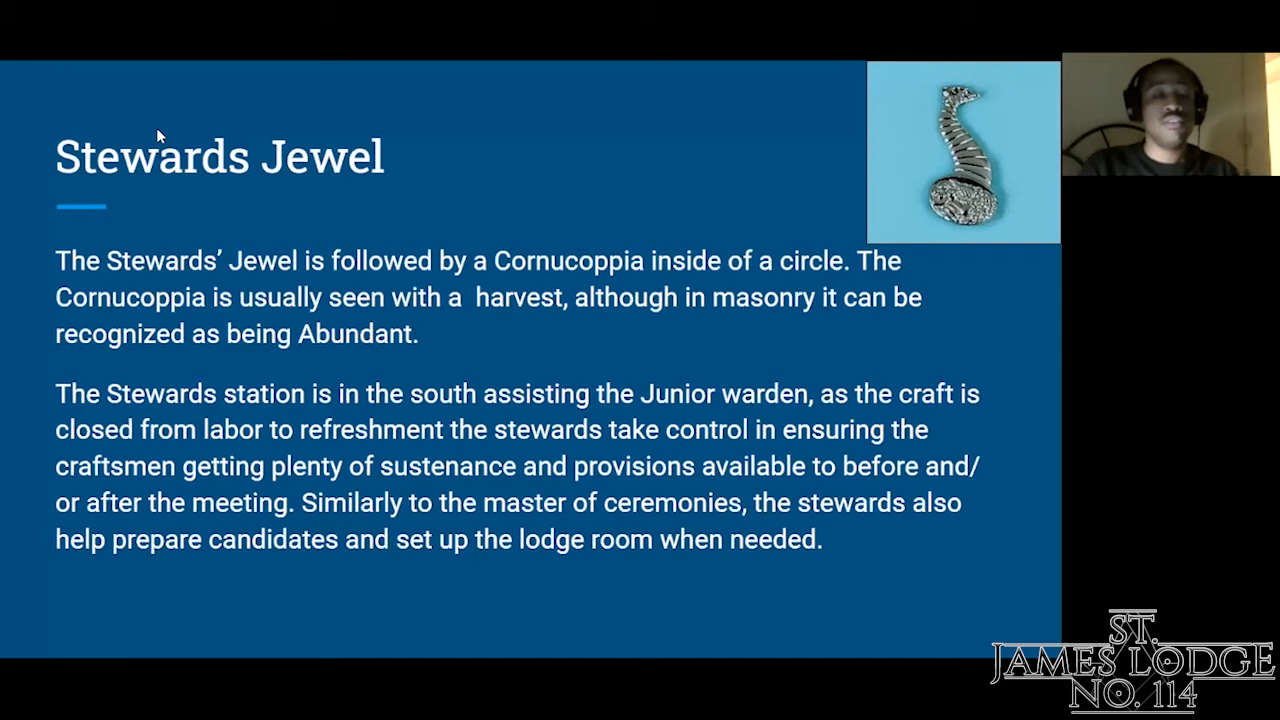 Stewards Jewel
The Stewards’ Jewel is followed by a Cornucoppia inside of a circle. The
Cornucoppia is usually seen with a  harvest, although in masonry it can be
recognized as being Abundant.
The Stewards station is in the south assisting the Junior warden, as the craft is
closed from labor to refreshment the stewards take control in ensuring the
craftsmen getting plenty of sustenance and provisions available to before and/
or after the meeting. Similarly to the master of ceremonies, the stewards also
help prepare candidates and set up the lodge room when needed.
ST.
JAMES LODGE
NO. 114